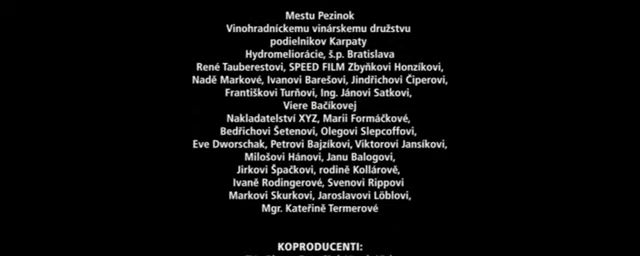 Mestu Pezinok
Vinohradníckemu vinárskemu družstvu
podielnikov Karpaty
Hydromeliorácie, š.p. Bratislava
René Tauberestovi, SPEED FILM Zbyňkovi Honzíkovi,
Nadě Markové, Ivanovi Barešovi, Jindřichovi Čiperovi,
Františkovi Turňovi, Ing. Jánovi Satkovi,
Viere Bačíkovej
Nakladatelství XYZ, Marii Formáčkové,
Bedřichovi Šetenovi, Olegovi Slepcoffovi,
Eve Dworschak, Petrovi Bajzíkovi, Viktorovi Jansíkovi,
Milošovi Hánovi, Janu Balogovi,
Jirkovi Špačkovi, rodině Kollárově,
Ivaně Rodingerové, Svenovi Rippovi
Markovi Skurkovi, Jaroslavovi Löblovi,
Mgr. Kateřině Termerové
KOPRODUCENTI: